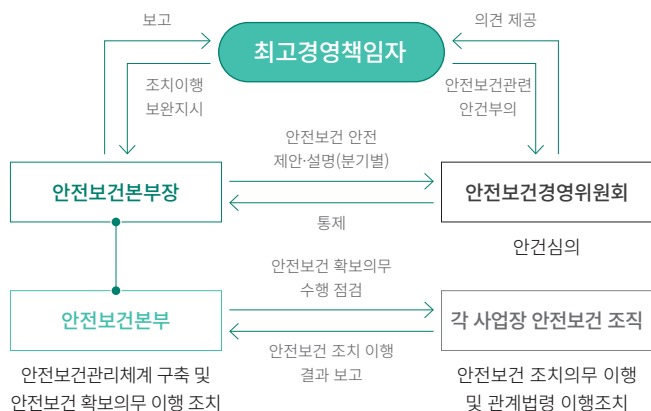 보고
의견 제공
최고경영책임자
조치이행
보완지시
안전보건관련
안건부의
안전보건 안전
제안·설명(분기별)
안전보건본부장
안전보건경영위원회
통제
안건심의
안전보건 확보의무
수행 점검
안전보건본부
각 사업장 안전보건 조직
안전보건 조치 이행
결과 보고
안전보건관리체계 구축 및
안전보건 확보의무 이행 조치
안전보건 조치의무 이행
및 관계법령 이행조치